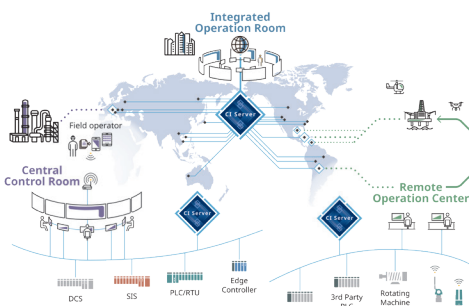 Integrated
Operation Room
CI Server
Field operator
Central
Control Room
Remote
Operation Center
CI Server
CI Server
DCS
SIS
PLC/RTU
Edge
Controller
3rd Party
PLC
Rotating
Machine